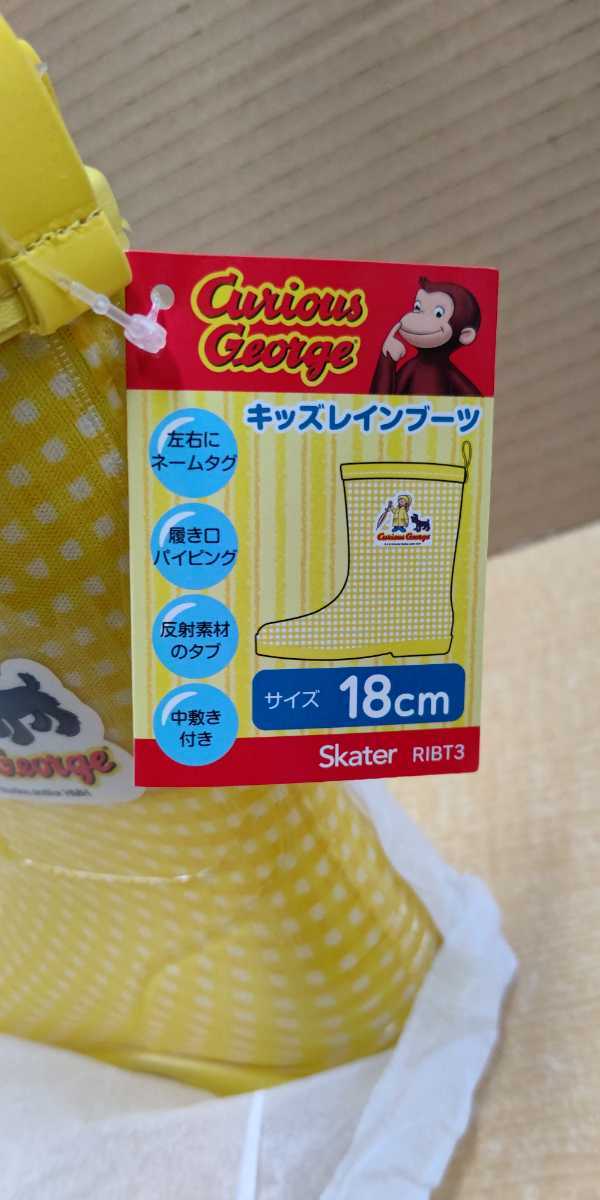 Curious
George
キッズレインブーツ
左右に
ネームタグ
履き口
パイピング
反射素材
のタブ
中敷き
付き
Curious George
サイズ 18cm
Skater RIBT3
George